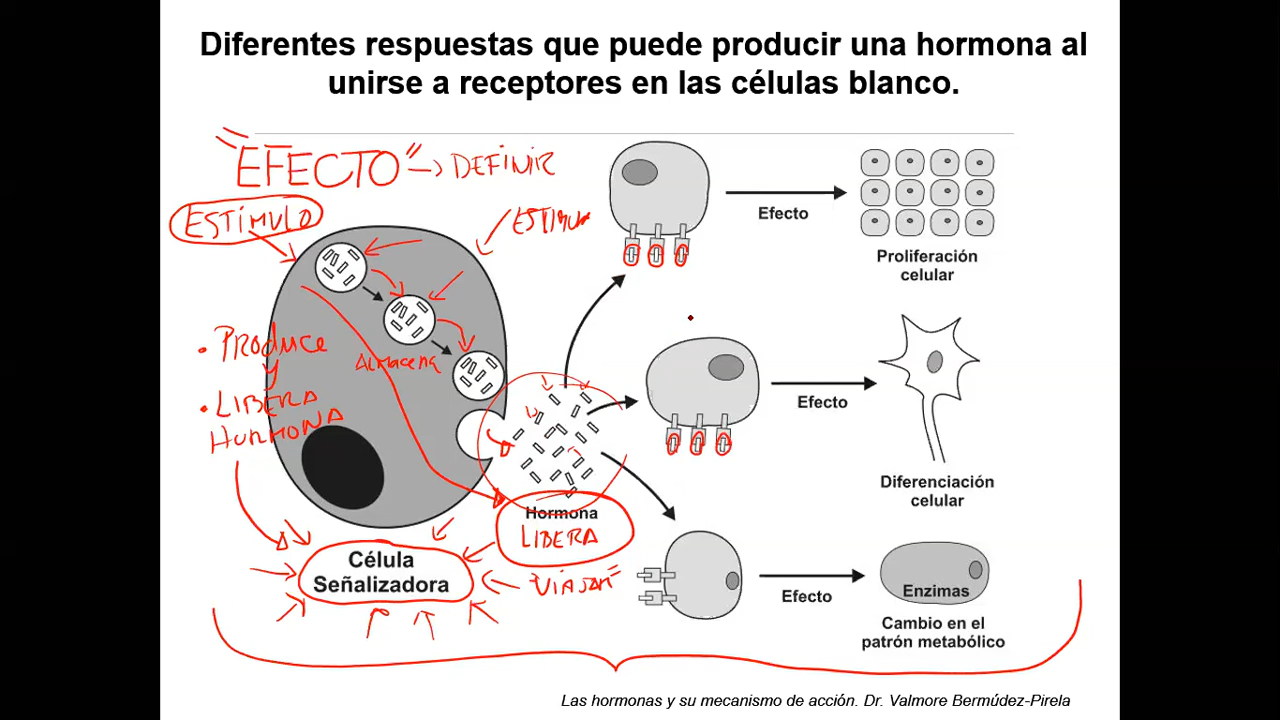 Diferentes respuestas que puede producir una hormona al
unirse a receptores en las células blanco.
"EFECTO" → DEFINIR
ESTÍMULO
Efecto
Proliferación
celular
• PRODUCE
Y
• LIBERA
HORMONA
Almacena
Efecto
Diferenciación
celular
Hormona
LIBERA
Célula
Señalizadora
"VIAJAN"
Efecto
Enzimas
Cambio en el
patrón metabólico
Las hormonas y su mecanismo de acción. Dr. Valmore Bermúdez-Pirela